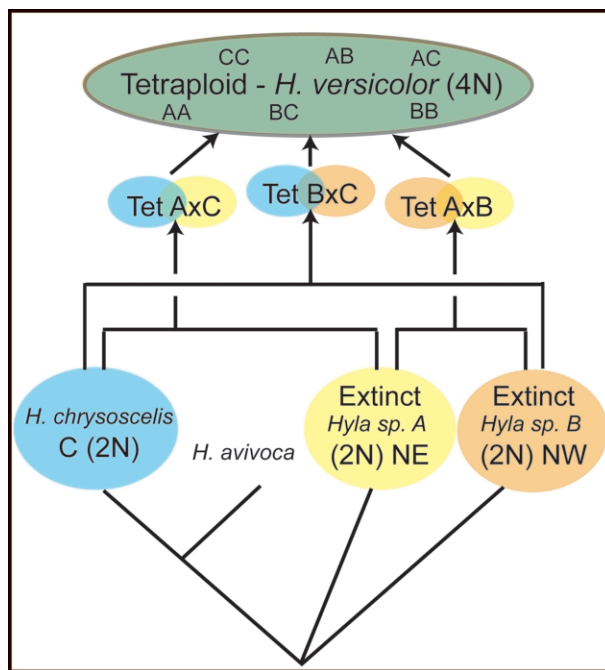 CC AB AC
Tetraploid - H. versicolor (4N)
AA BC BB
Tet AxC
Tet BxC
Tet AxB
H. chrysoscelis
C (2N)
H. avivoca
Extinct
Hyla sp. A
(2N) NE
Extinct
Hyla sp. B
(2N) NW